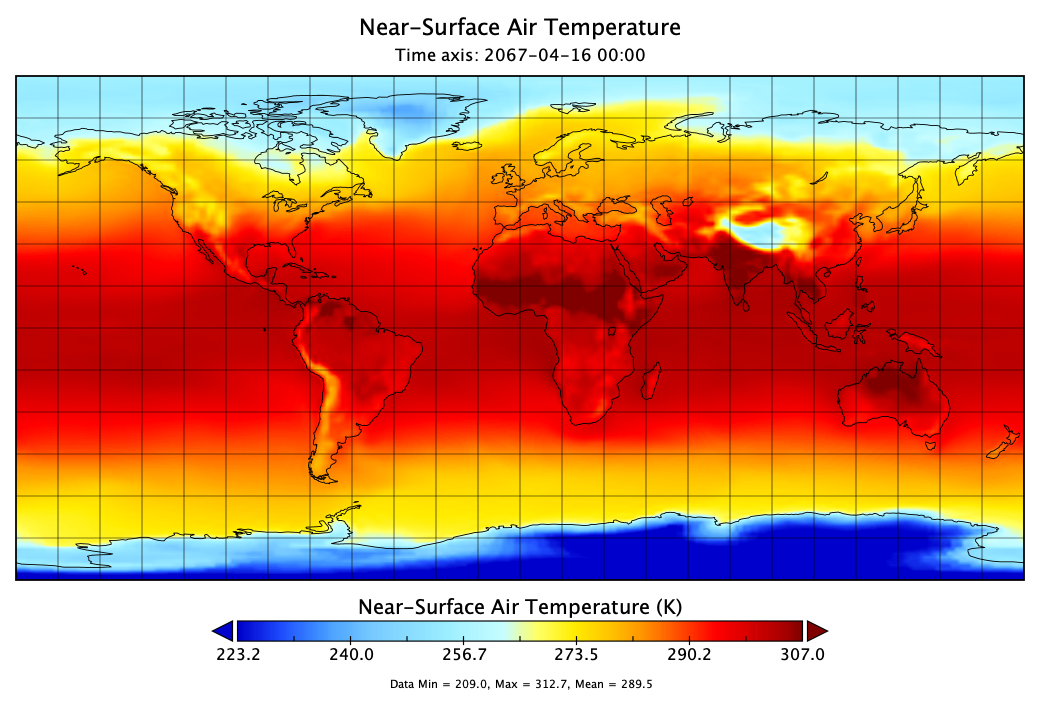 Near-Surface Air Temperature
Time axis: 2067-04-16 00:00
Near-Surface Air Temperature (K)
223.2 240.0 256.7 273.5 290.2 307.0
Data Min = 209.0, Max = 312.7, Mean = 289.5